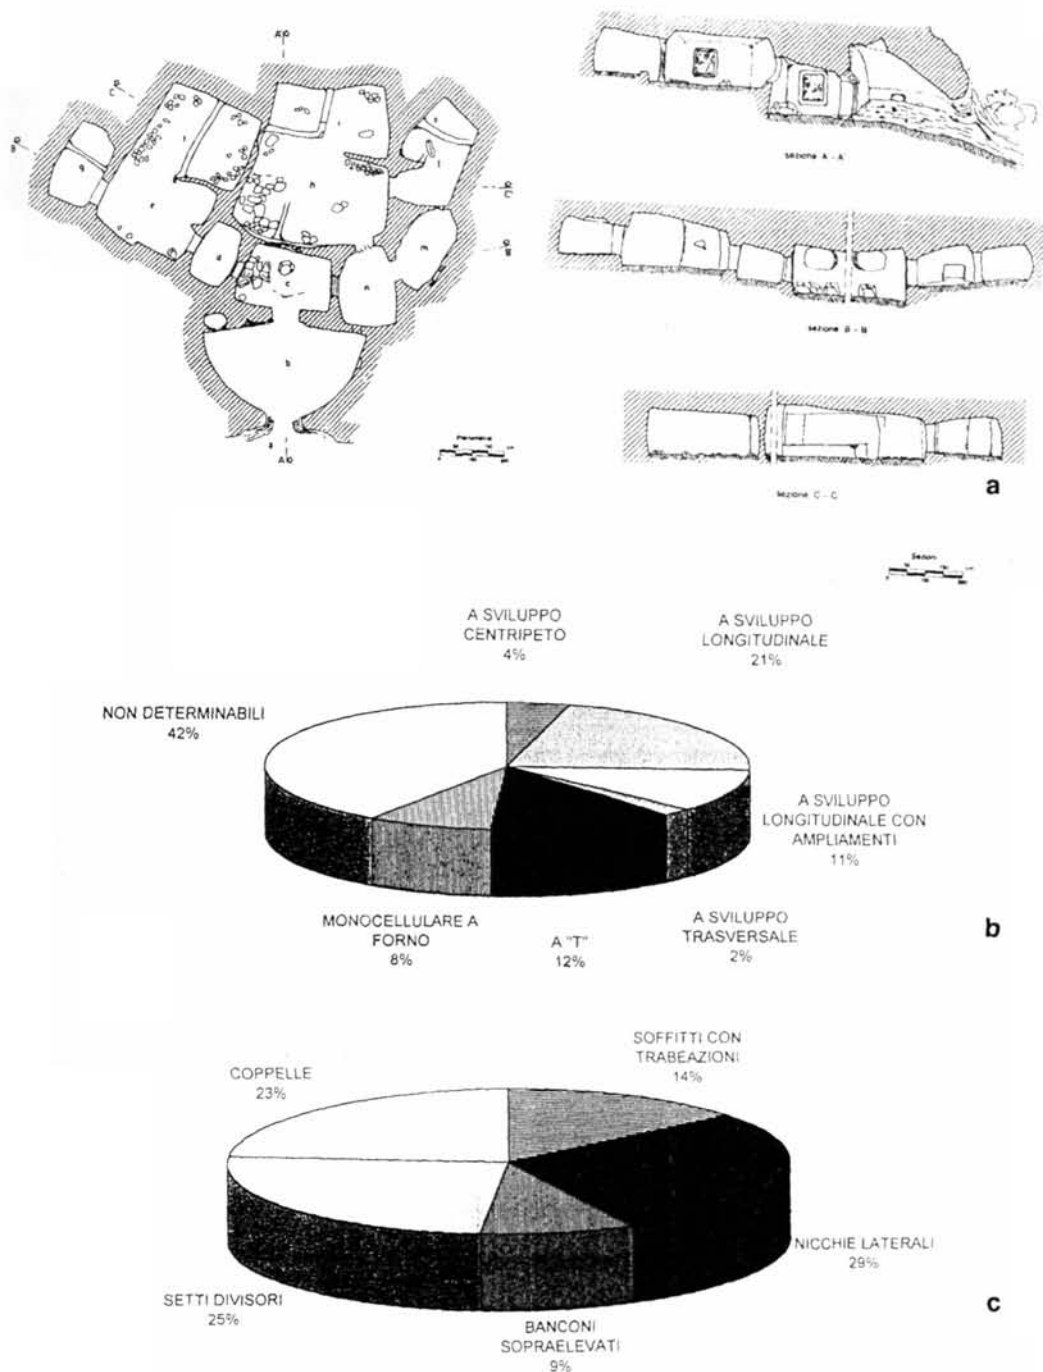 sezione A - A'
sezione B - B
sezione C - C
Planimetria
a
Sezioni
A SVILUPPO
CENTRIPETO
4%
A SVILUPPO
LONGITUDINALE
21%
NON DETERMINABILI
42%
A SVILUPPO
LONGITUDINALE CON
AMPLIAMENTI
11%
MONOCELLULARE A
FORNO
8%
A "T"
12%
A SVILUPPO
TRASVERSALE
2%
b
COPPELLE
23%
SOFFITTI CON
TRABEAZIONI
14%
NICCHIE LATERALI
29%
SETTI DIVISORI
25%
BANCONI
SOPRAELEVATI
9%
c